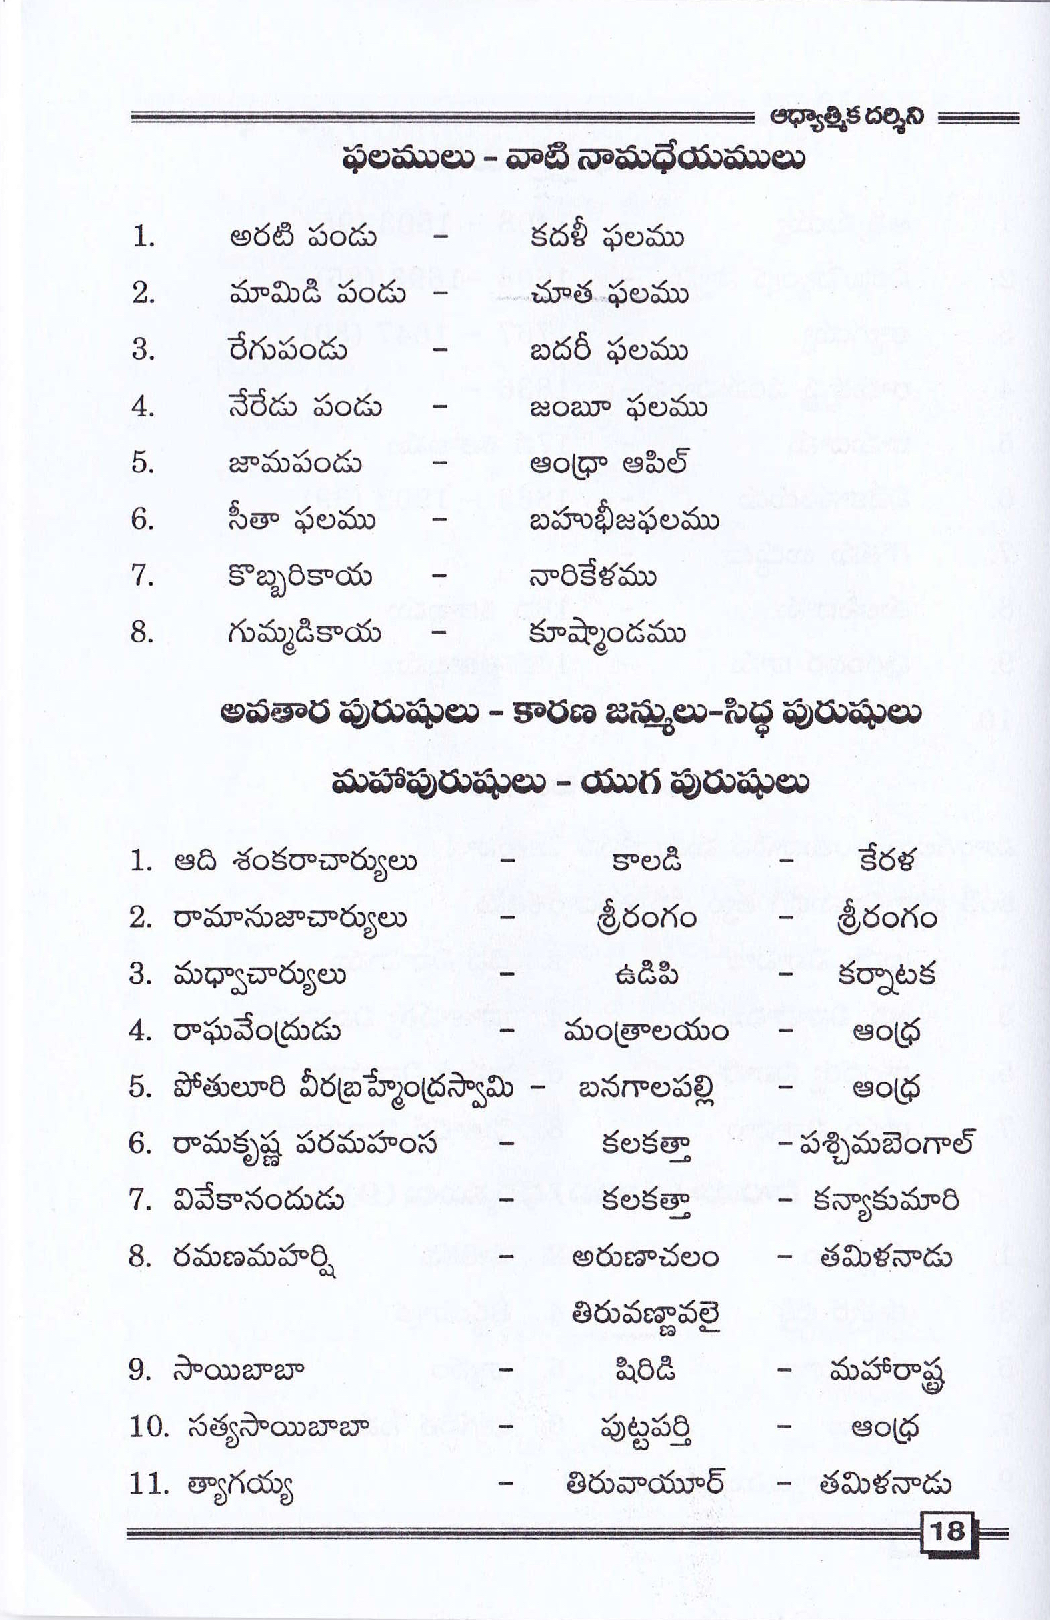 ఆధ్యాత్మిక దర్శిని
ఫలములు - వాటి నామధేయములు
1. అరటి పండు - కదళీ ఫలము
2. మామిడి పండు - చూత ఫలము
3. రేగుపండు - బదరీ ఫలము
4. నేరేడు పండు - జంబూ ఫలము
5. జామపండు - ఆంధ్రా ఆపిల్
6. సీతా ఫలము - బహుభీజఫలము
7. కొబ్బరికాయ - నారికేళము
8. గుమ్మడికాయ - కూష్మాండము
అవతార పురుషులు - కారణ జన్ములు-సిద్ధ పురుషులు
మహాపురుషులు - యుగ పురుషులు
1. ఆది శంకరాచార్యులు - కాలడి - కేరళ
2. రామానుజాచార్యులు - శ్రీరంగం - శ్రీరంగం
3. మధ్వాచార్యులు - ఉడిపి - కర్నాటక
4. రాఘవేంద్రుడు - మంత్రాలయం - ఆంధ్ర
5. పోతులూరి వీరబ్రహ్మేంద్రస్వామి - బనగాలపల్లి - ఆంధ్ర
6. రామకృష్ణ పరమహంస - కలకత్తా - పశ్చిమబెంగాల్
7. వివేకానందుడు - కలకత్తా - కన్యాకుమారి
8. రమణమహర్షి - అరుణాచలం - తమిళనాడు
తిరువణ్ణావలై
9. సాయిబాబా - షిరిడి - మహారాష్ట్ర
10. సత్యసాయిబాబా - పుట్టపర్తి - ఆంధ్ర
11. త్యాగయ్య - తిరువాయూర్ - తమిళనాడు
18